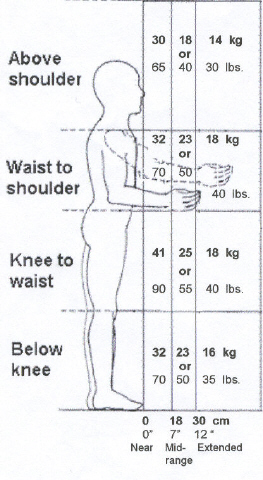 30 18 14 kg
Above or
shoulder 65 40 30 lbs.
32 23 18 kg
Waist to or
shoulder 70 50
40 lbs.
41 25 18 kg
Knee to or
waist 90 55 40 lbs.
32 23 16 kg
Below or
knee 70 50 35 lbs.
0 18 30 cm
0" 7" 12 "
Near Mid- Extended
range